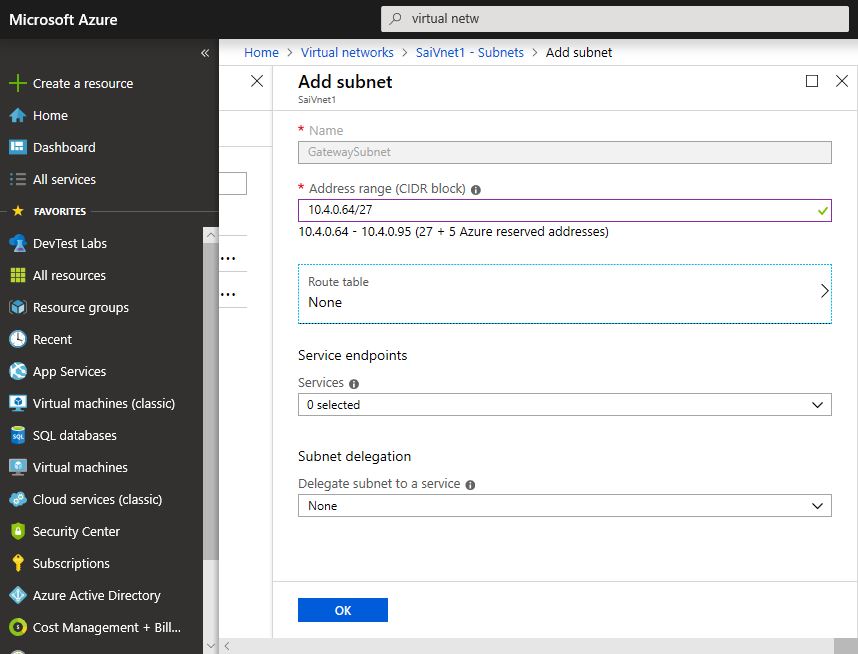 Microsoft Azure
virtual netw
«
Home > Virtual networks > SaiVnet1 - Subnets > Add subnet
Create a resource
Home
Dashboard
All services
FAVORITES
DevTest Labs
All resources
Resource groups
Recent
App Services
Virtual machines (classic)
SQL databases
Virtual machines
Cloud services (classic)
Security Center
Subscriptions
Azure Active Directory
Cost Management + Bill...
...
...
Add subnet
SaiVnet1
* Name
GatewaySubnet
* Address range (CIDR block)
10.4.0.64/27
10.4.0.64 - 10.4.0.95 (27 + 5 Azure reserved addresses)
Route table
None
Service endpoints
Services
0 selected
Subnet delegation
Delegate subnet to a service
None
OK